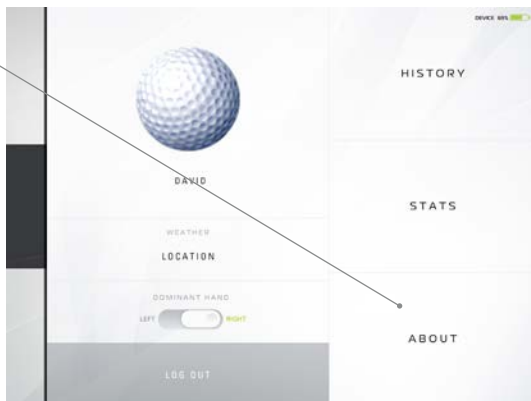 DEVICE 88%
HISTORY
DAVID
STATS
WEATHER
LOCATION
DOMINANT HAND
LEFT RIGHT
ABOUT
LOG OUT